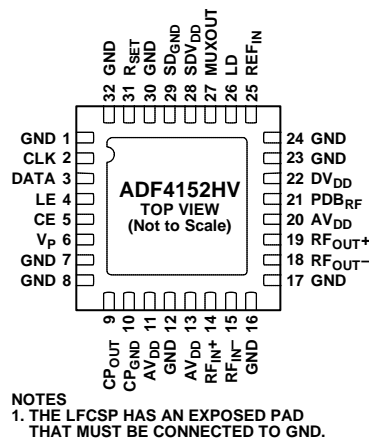 32 GND
31 RSET
30 GND
29 SDGND
28 SDVDD
27 MUXOUT
26 LD
25 REFIN
GND 1
CLK 2
DATA 3
LE 4
CE 5
VP 6
GND 7
GND 8
ADF4152HV
TOP VIEW
(Not to Scale)
24 GND
23 GND
22 DVDD
21 PDBRF
20 AVDD
19 RFOUT+
18 RFOUT−
17 GND
CPOUT 9
CPGND 10
AVDD 11
GND 12
AVDD 13
RFIN+ 14
RFIN− 15
GND 16
NOTES
1. THE LFCSP HAS AN EXPOSED PAD
THAT MUST BE CONNECTED TO GND.